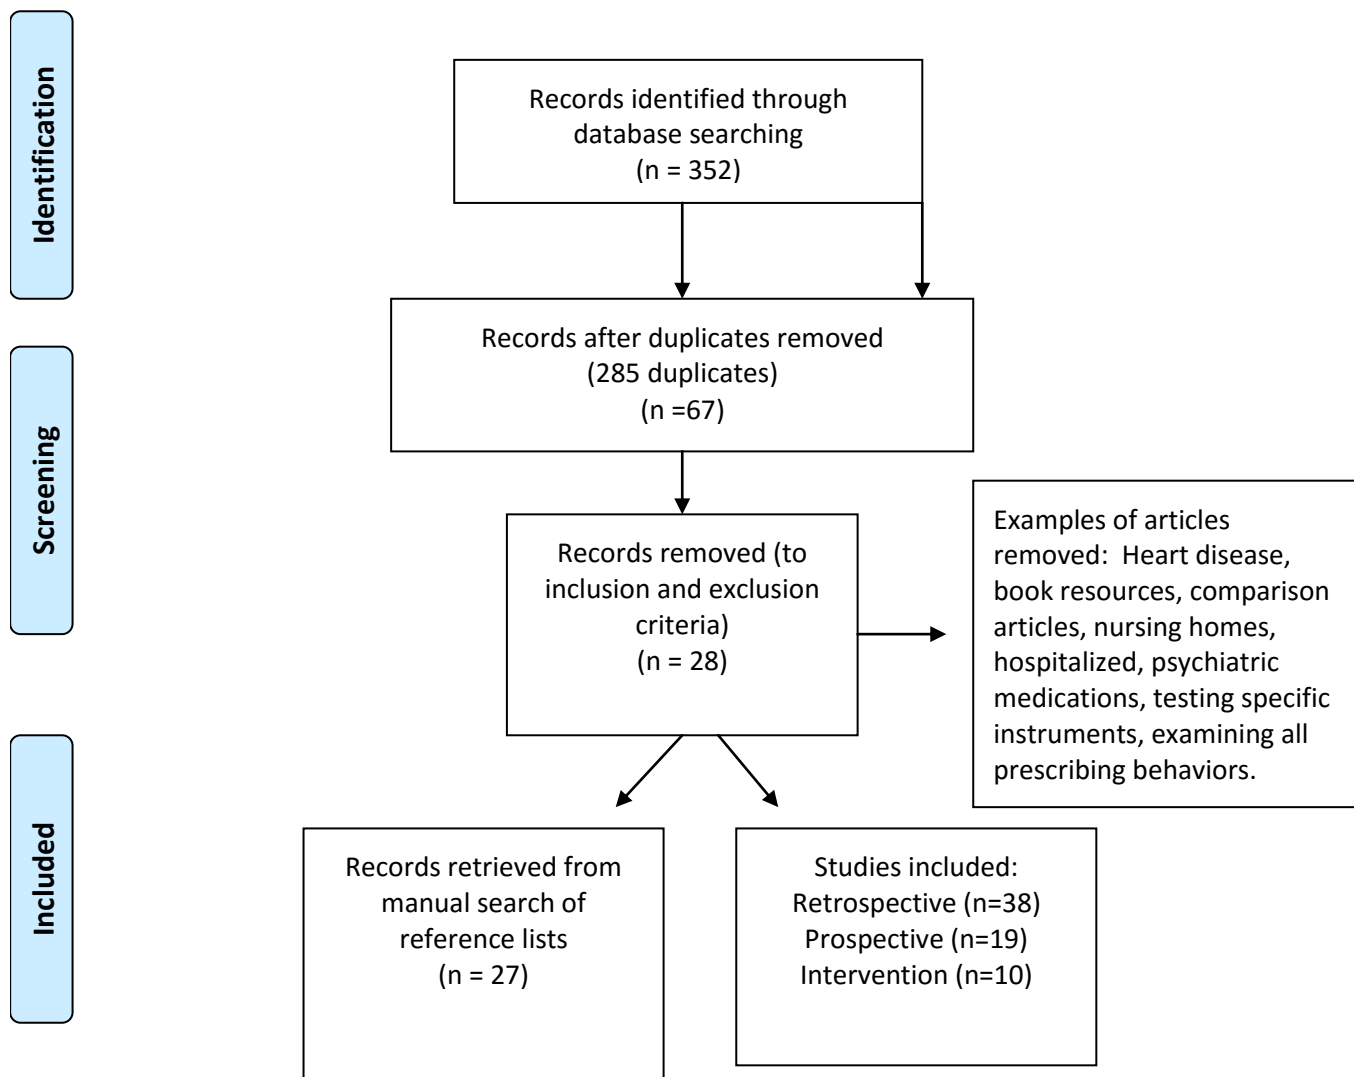 Identification
Records identified through
database searching
(n = 352)
Screening
Records after duplicates removed
(285 duplicates)
(n =67)
Records removed (to
inclusion and exclusion
criteria)
(n = 28)
Examples of articles
removed:  Heart disease,
book resources, comparison
articles, nursing homes,
hospitalized, psychiatric
medications, testing specific
instruments, examining all
prescribing behaviors.
Included
Records retrieved from
manual search of
reference lists
(n = 27)
Studies included:
Retrospective (n=38)
Prospective (n=19)
Intervention (n=10)